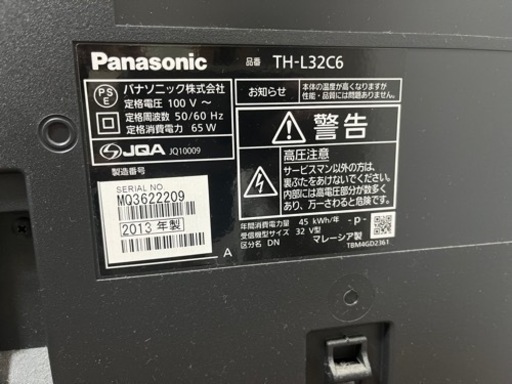 Panasonic 品番 TH-L32C6
PS
E
パナソニック株式会社
定格電圧 100 V ～
定格周波数 50/60 Hz
定格消費電力 65 W
JQA JQ10009
製造番号
SERIAL NO.
MQ3622209
2013 年製
A
お知らせ
本体の温度が高くなりますが
性能・品質には問題ありません。
警告
高圧注意
サービスマン以外の方は、
裏ぶたをあけないでください。
内部には高電圧部分が数多く
あり、万一さわると危険です。
年間消費電力量 45 kWh/年
受信機型サイズ 32 V型
区分名 DN
-P-
マレーシア製
TBM4GD2361